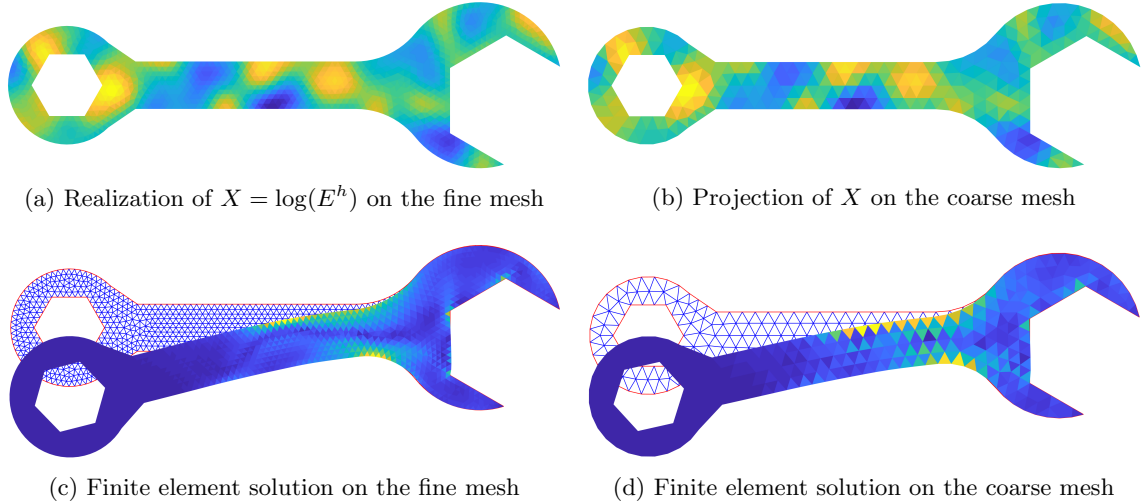 (a) Realization of X = log(Eʰ) on the fine mesh
(b) Projection of X on the coarse mesh
(c) Finite element solution on the fine mesh
(d) Finite element solution on the coarse mesh